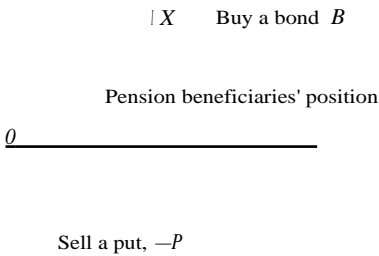 X Buy a bond B
Pension beneficiaries' position
0
Sell a put, —P